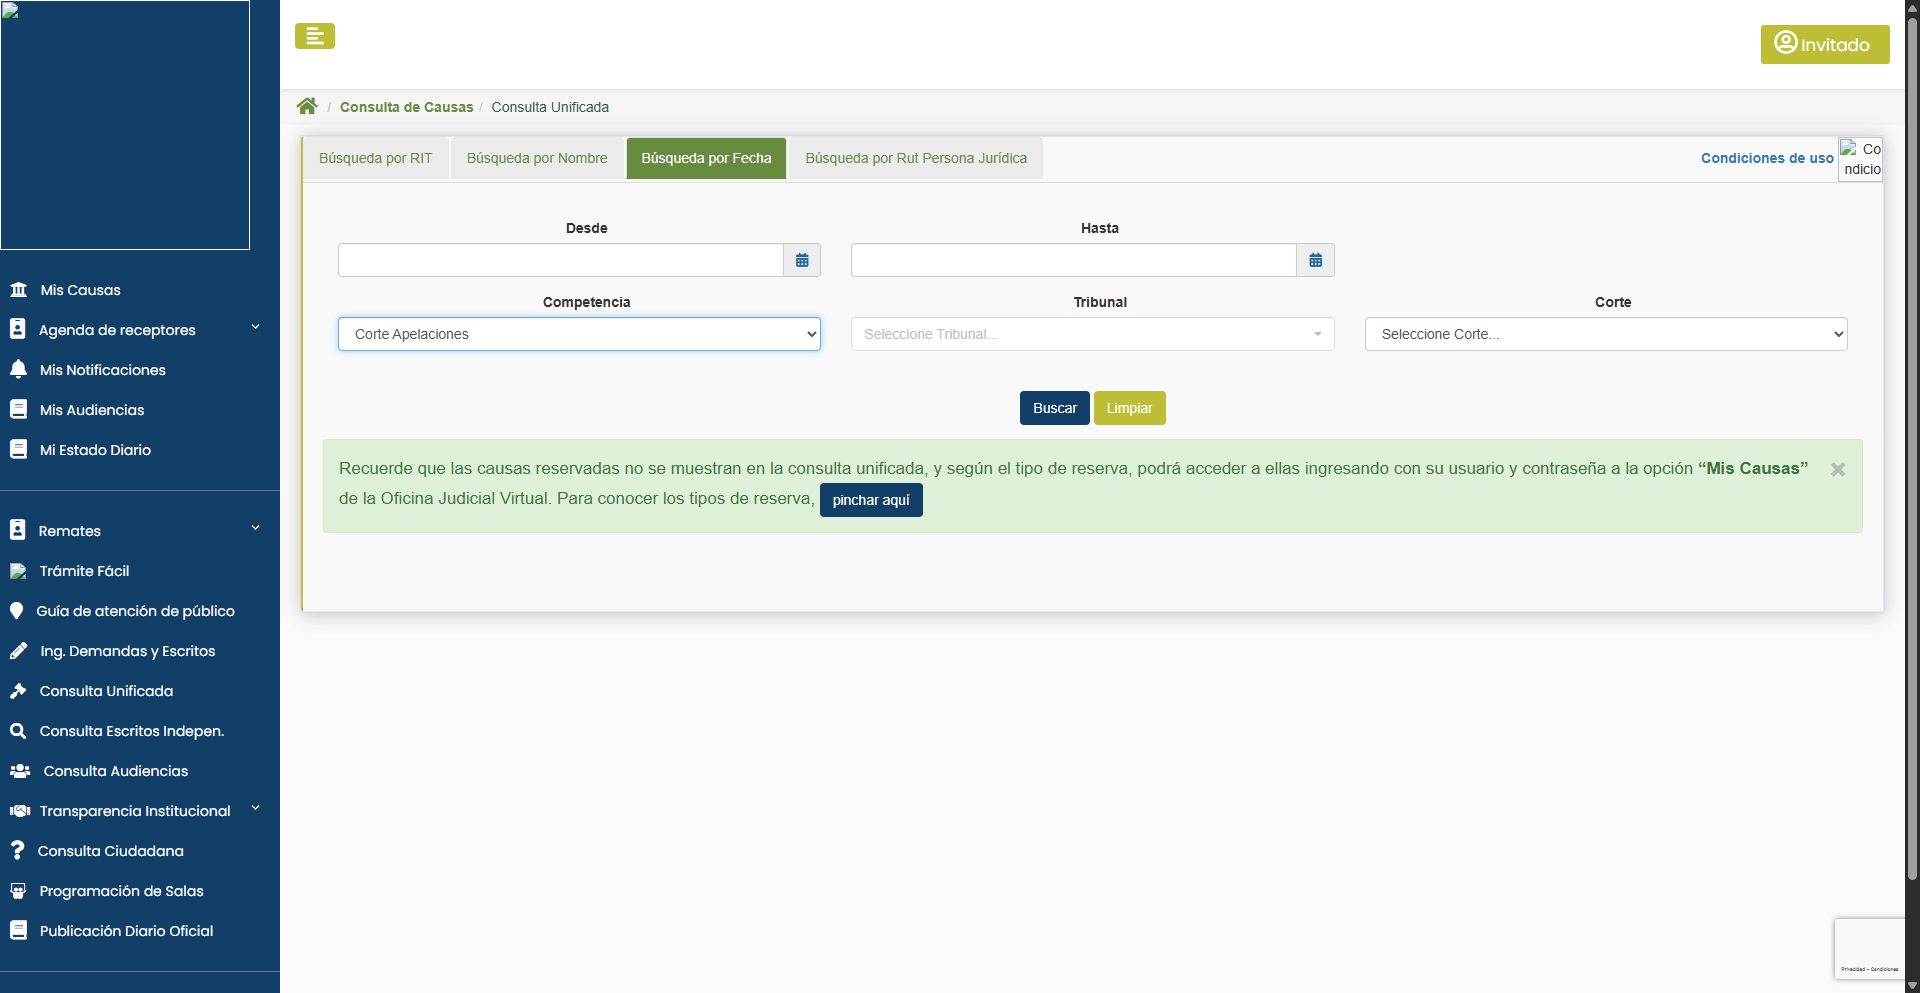 Invitado
/ Consulta de Causas / Consulta Unificada
Búsqueda por RIT
Búsqueda por Nombre
Búsqueda por Fecha
Búsqueda por Rut Persona Jurídica
Condiciones de uso
Co
ndicio
Desde
Hasta
Competencia
Tribunal
Corte
Corte Apelaciones
Seleccione Tribunal...
Seleccione Corte...
Buscar
Limpiar
Recuerde que las causas reservadas no se muestran en la consulta unificada, y según el tipo de reserva, podrá acceder a ellas ingresando con su usuario y contraseña a la opción “Mis Causas”
de la Oficina Judicial Virtual. Para conocer los tipos de reserva, pinchar aquí
×
Mis Causas
Agenda de receptores
Mis Notificaciones
Mis Audiencias
Mi Estado Diario
Remates
Trámite Fácil
Guía de atención de público
Ing. Demandas y Escritos
Consulta Unificada
Consulta Escritos Indepen.
Consulta Audiencias
Transparencia Institucional
Consulta Ciudadana
Programación de Salas
Publicación Diario Oficial
Privacidad - Condiciones